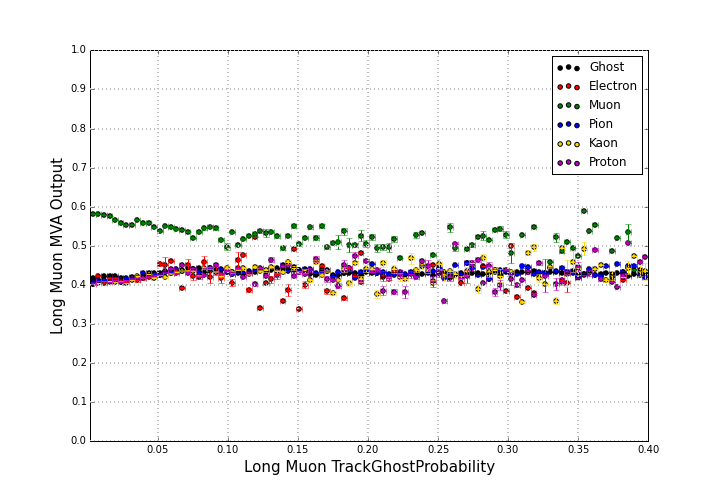 1.0
0.9
0.8
0.7
0.6
0.5
0.4
0.3
0.2
0.1
0.0
Long Muon MVA Output
Ghost
Electron
Muon
Pion
Kaon
Proton
0.05 0.10 0.15 0.20 0.25 0.30 0.35 0.40
Long Muon TrackGhostProbability